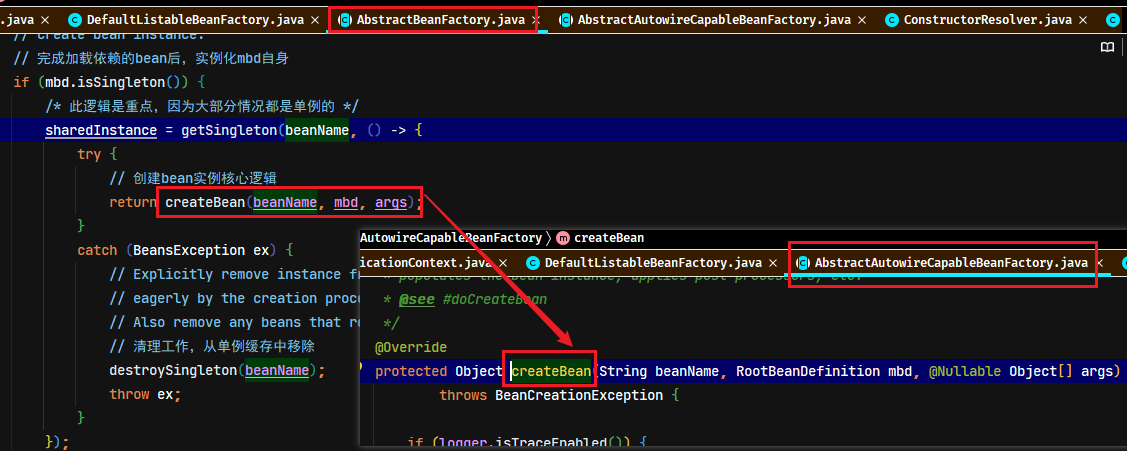 .java × DefaultListableBeanFactory.java × AbstractBeanFactory.java × AbstractAutowireCapableBeanFactory.java × ConstructorResolver.java ×
// Create bean instance.
// 完成加载依赖的bean后，实例化mbd自身
if (mbd.isSingleton()) {
/* 此逻辑是重点，因为大部分情况都是单例的 */
sharedInstance = getSingleton(beanName, () -> {
try {
// 创建bean实例核心逻辑
return createBean(beanName, mbd, args);
}
catch (BeansException ex) {
// Explicitly remove instance f
// eagerly by the creation proce
// Also remove any beans that re
// 清理工作，从单例缓存中移除
destroySingleton(beanName);
throw ex;
}
});
AutowireCapableBeanFactory 〉 m createBean
icationContext.java × DefaultListableBeanFactory.java × AbstractAutowireCapableBeanFactory.java ×
* populates the bean instance, applies post-processors, etc.
* @see #doCreateBean
*/
@Override
protected Object createBean(String beanName, RootBeanDefinition mbd, @Nullable Object[] args)
throws BeanCreationException {
if (logger.isTraceEnabled()) {